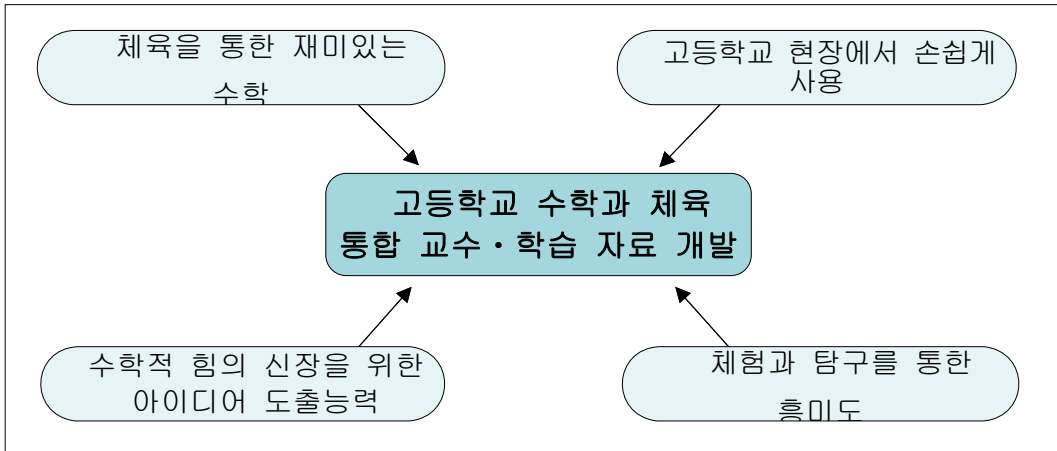 체육을 통한 재미있는
수학
고등학교 현장에서 손쉽게
사용
고등학교 수학과 체육
통합 교수・학습 자료 개발
수학적 힘의 신장을 위한
아이디어 도출능력
체험과 탐구를 통한
흥미도